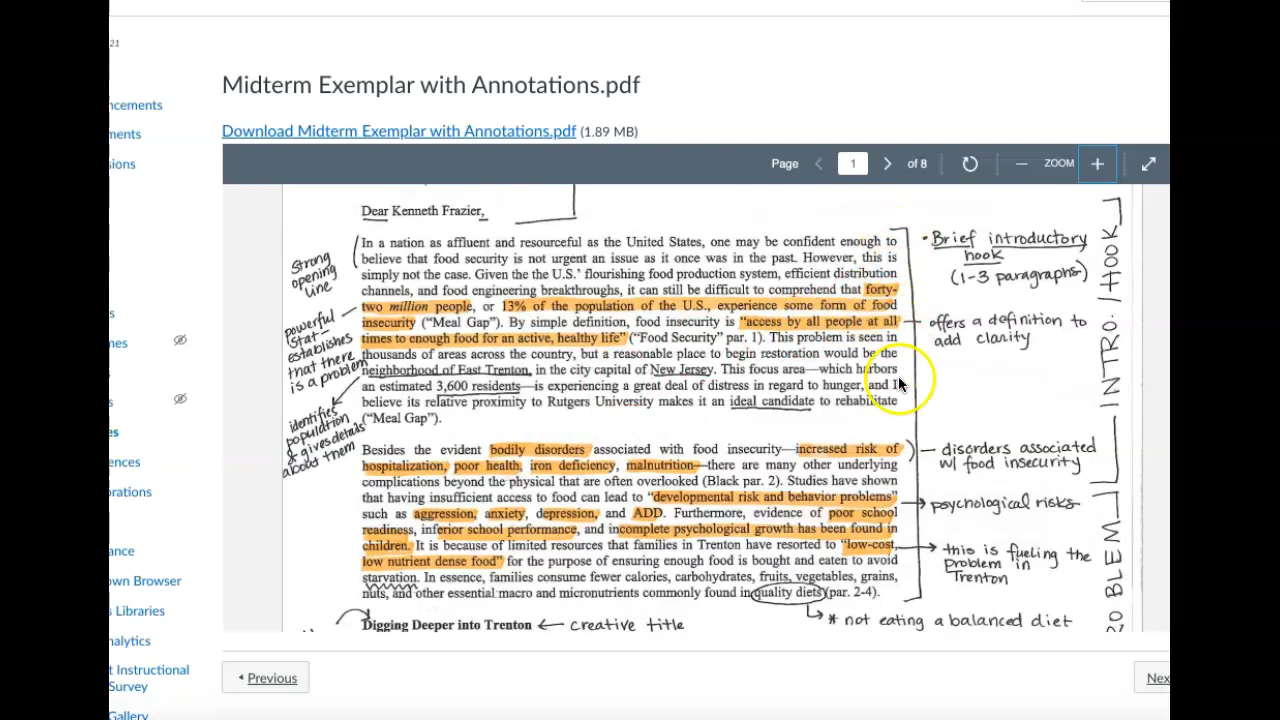 21
Midterm Exemplar with Annotations.pdf
ncements
Download Midterm Exemplar with Annotations.pdf (1.89 MB)
ments
sions
Page 1 of 8 ZOOM
Dear Kenneth Frazier,
In a nation as affluent and resourceful as the United States, one may be confident enough to
believe that food security is not urgent an issue as it once was in the past. However, this is
simply not the case. Given the the U.S.' flourishing food production system, efficient distribution
channels, and food engineering breakthroughs, it can still be difficult to comprehend that forty-
two million people, or 13% of the population of the U.S., experience some form of food
insecurity ("Meal Gap"). By simple definition, food insecurity is "access by all people at all
times to enough food for an active, healthy life" ("Food Security" par. 1). This problem is seen in
thousands of areas across the country, but a reasonable place to begin restoration would be the
neighborhood of East Trenton, in the city capital of New Jersey. This focus area—which harbors
an estimated 3,600 residents—is experiencing a great deal of distress in regard to hunger, and I
believe its relative proximity to Rutgers University makes it an ideal candidate to rehabilitate
("Meal Gap").
Strong
opening
line
powerful
stat
establishes
that there
is a problem
identifies
population
& gives details
about them
• Brief introductory
hook
(1-3 paragraphs)
offers a definition to
add clarity
INTRO. / HOOK
Besides the evident bodily disorders associated with food insecurity—increased risk of
hospitalization, poor health, iron deficiency, malnutrition—there are many other underlying
complications beyond the physical that are often overlooked (Black par. 2). Studies have shown
that having insufficient access to food can lead to "developmental risk and behavior problems"
such as aggression, anxiety, depression, and ADD. Furthermore, evidence of poor school
readiness, inferior school performance, and incomplete psychological growth has been found in
children. It is because of limited resources that families in Trenton have resorted to "low-cost,
low nutrient dense food" for the purpose of ensuring enough food is bought and eaten to avoid
starvation. In essence, families consume fewer calories, carbohydrates, fruits, vegetables, grains,
nuts, and other essential macro and micronutrients commonly found in quality diets (par. 2-4).
disorders associated
w/ food insecurity
psychological risks
this is fueling the
problem in
Trenton
* not eating a balanced diet
BLEM
Digging Deeper into Trenton ← creative title
s
mes
es
ences
orations
ance
own Browser
s Libraries
nalytics
t Instructional
Survey
Gallery
Previous
Nex